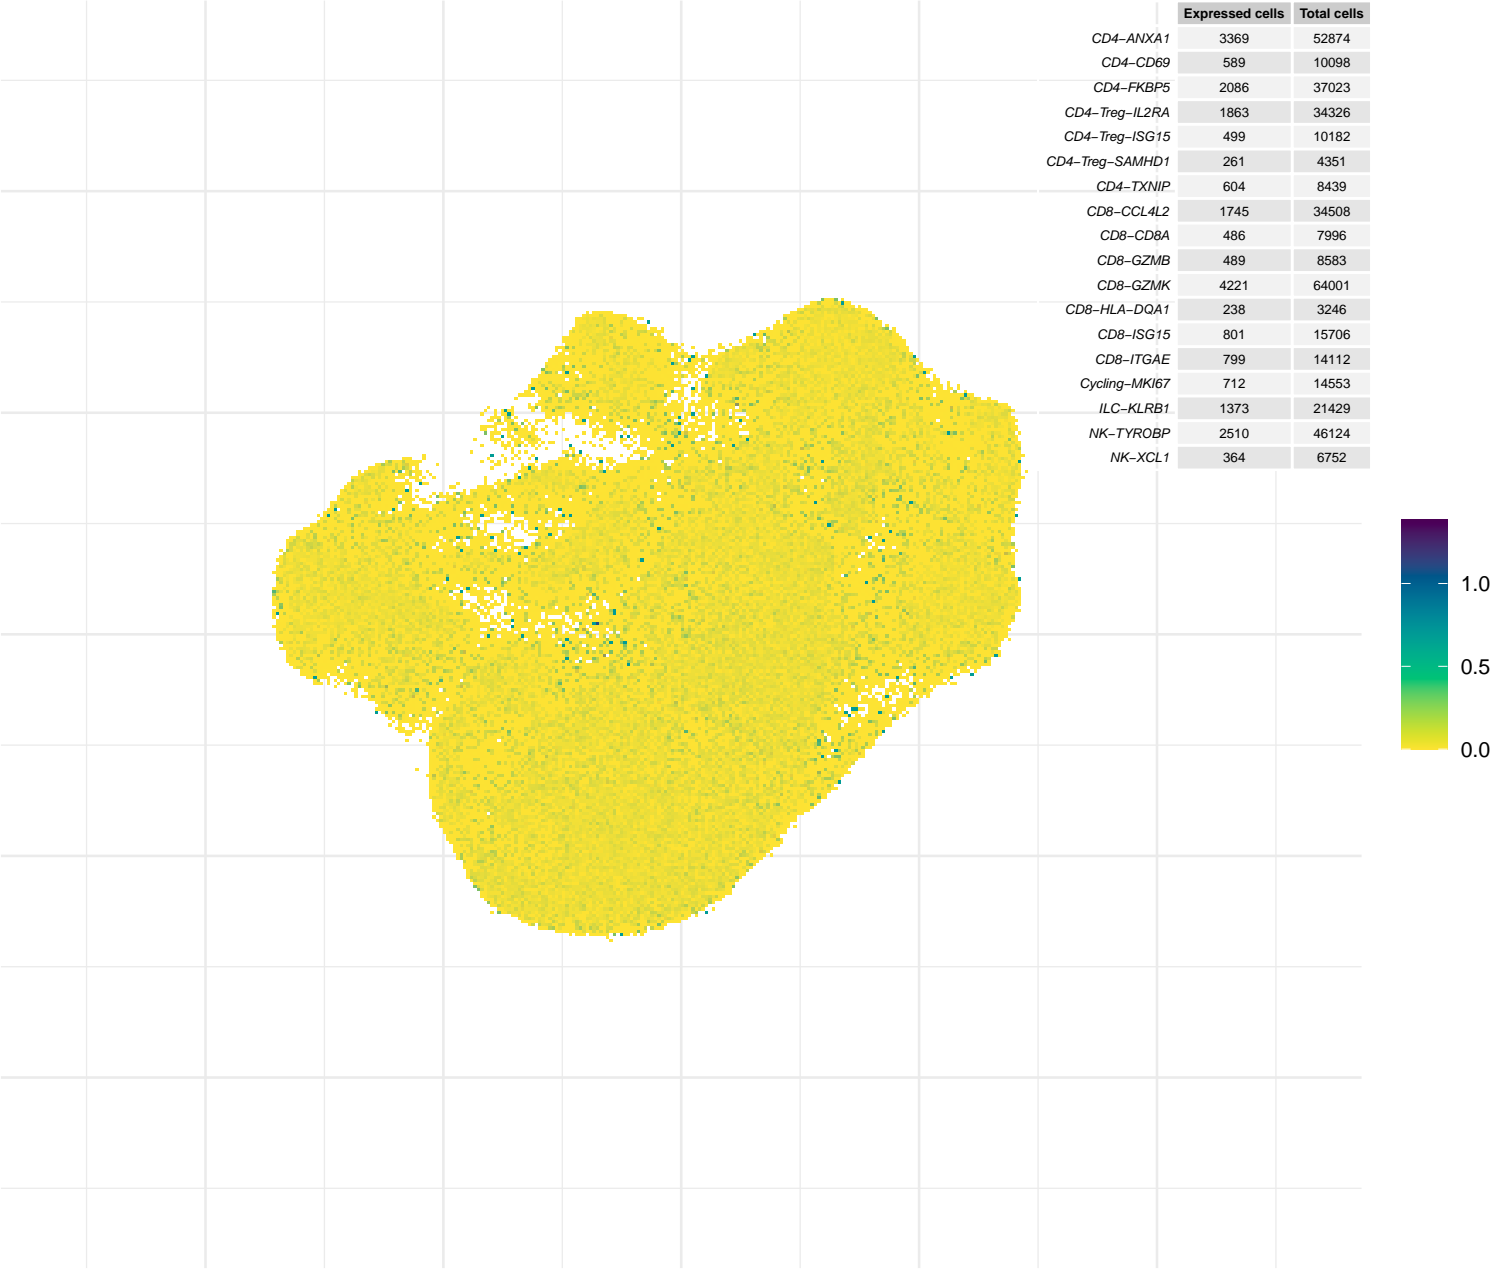 Expressed cells Total cells
CD4−ANXA1 3369 52874
CD4−CD69 589 10098
CD4−FKBP5 2086 37023
CD4−Treg−IL2RA 1863 34326
CD4−Treg−ISG15 499 10182
CD4−Treg−SAMHD1 261 4351
CD4−TXNIP 604 8439
CD8−CCL4L2 1745 34508
CD8−CD8A 486 7996
CD8−GZMB 489 8583
CD8−GZMK 4221 64001
CD8−HLA−DQA1 238 3246
CD8−ISG15 801 15706
CD8−ITGAE 799 14112
Cycling−MKI67 712 14553
ILC−KLRB1 1373 21429
NK−TYROBP 2510 46124
NK−XCL1 364 6752
1.0
0.5
0.0